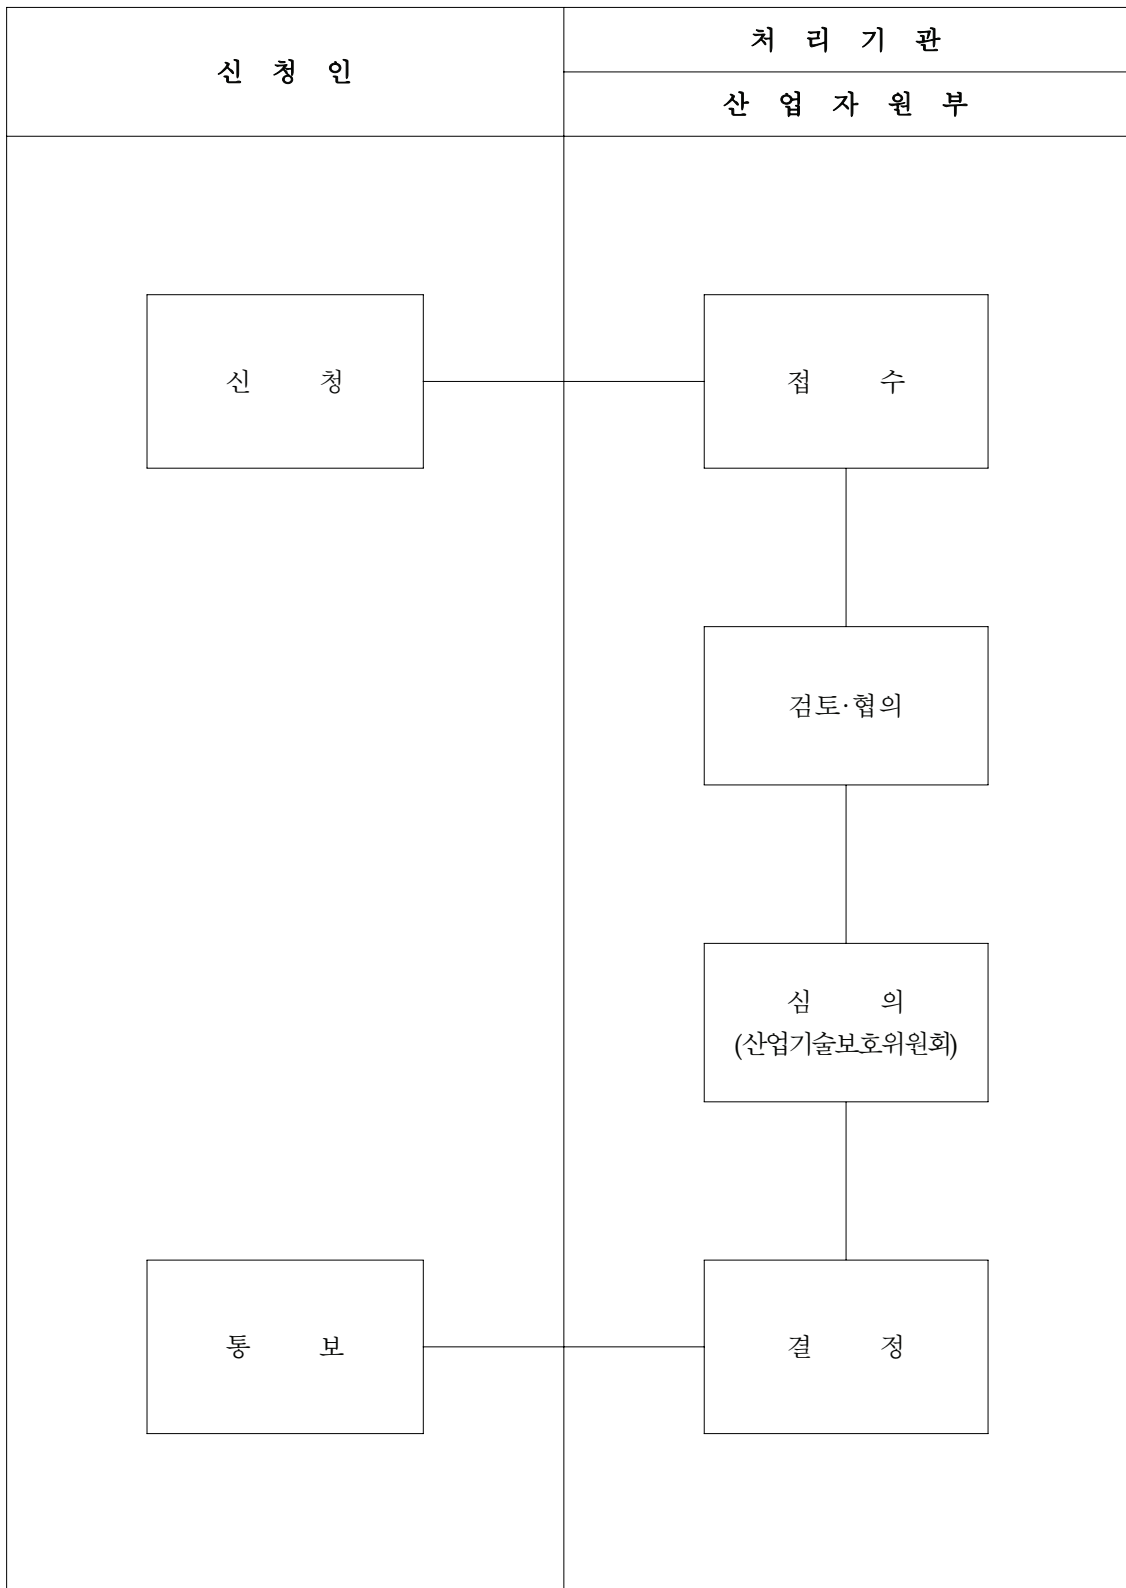 신 청 인
처 리 기 관
산 업 자 원 부
신 청
접 수
검토·협의
심 의
(산업기술보호위원회)
통 보
결 정